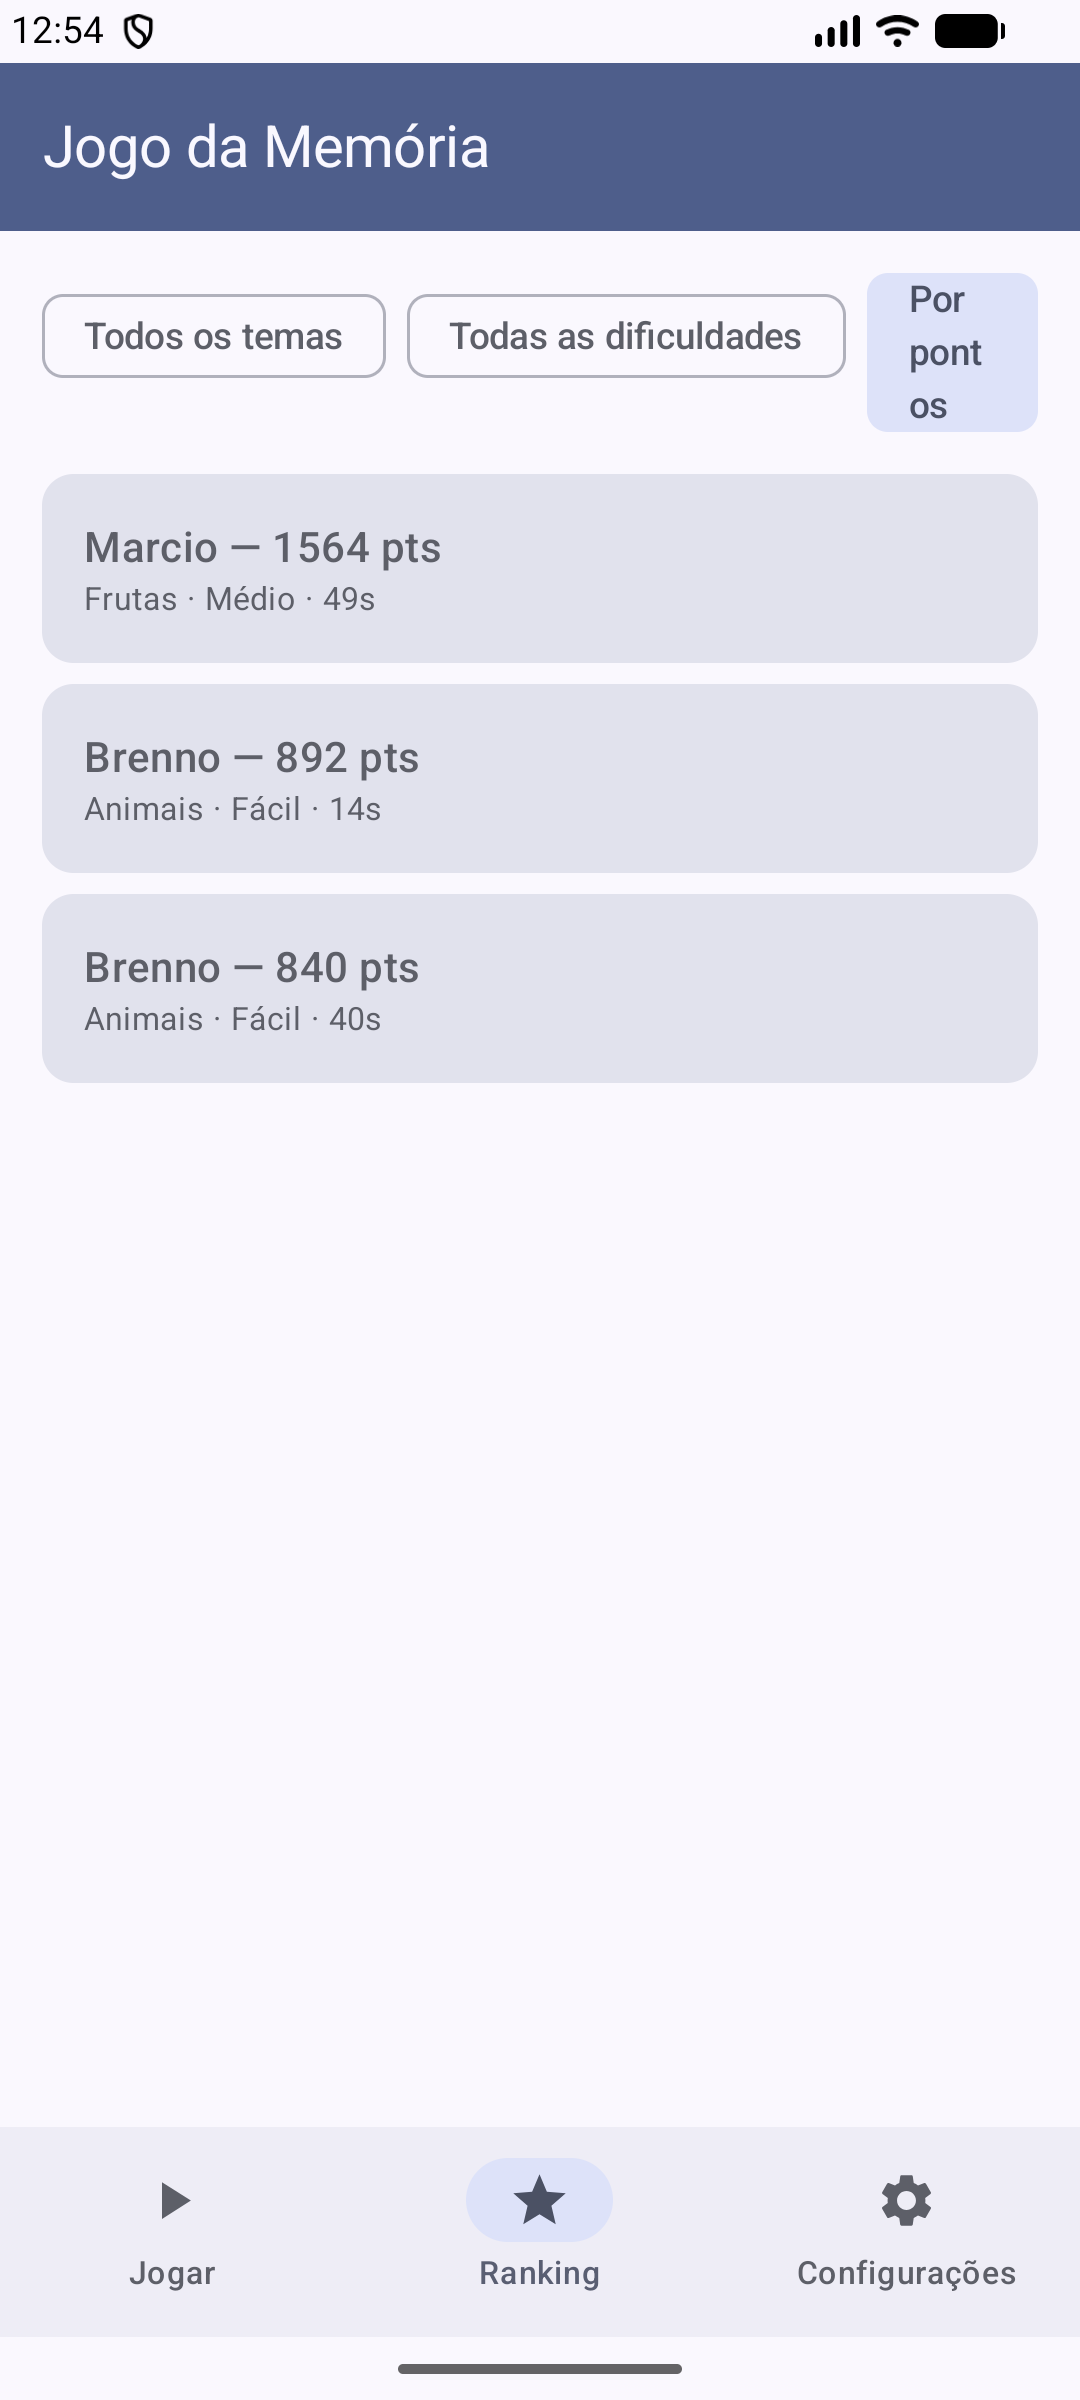 12:54
Jogo da Memória
Todos os temas
Todas as dificuldades
Por
pont
os
Marcio — 1564 pts
Frutas · Médio · 49s
Brenno — 892 pts
Animais · Fácil · 14s
Brenno — 840 pts
Animais · Fácil · 40s
Jogar
Ranking
Configurações